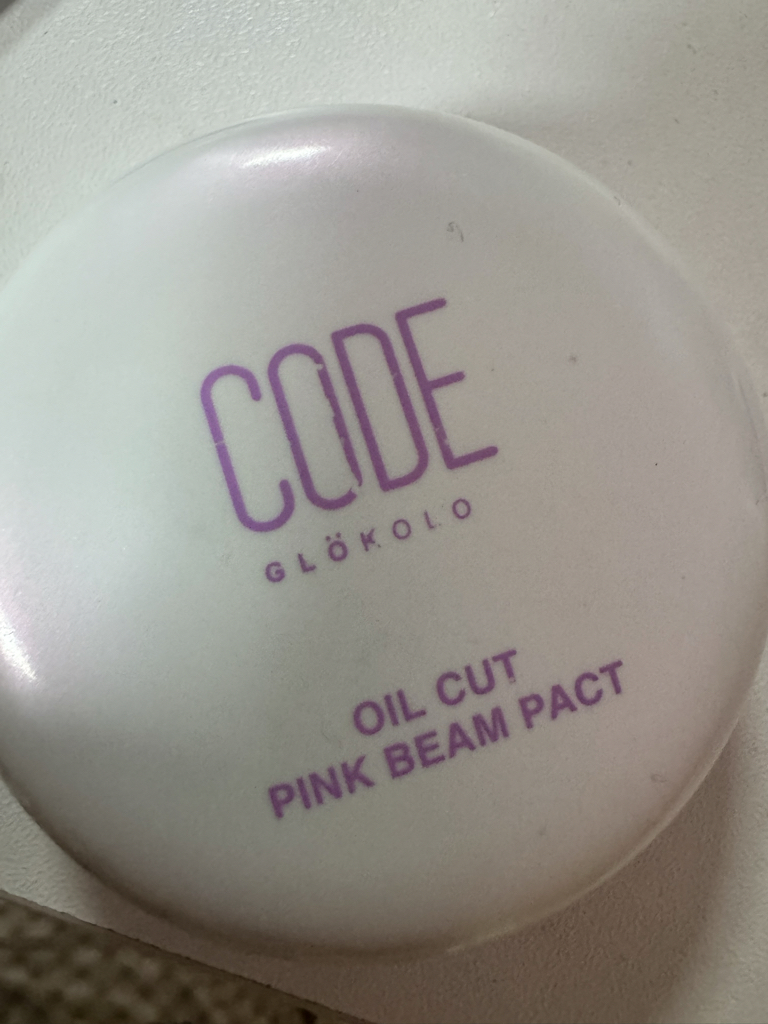 CODE
GLÖKOLO
OIL CUT
PINK BEAM PACT